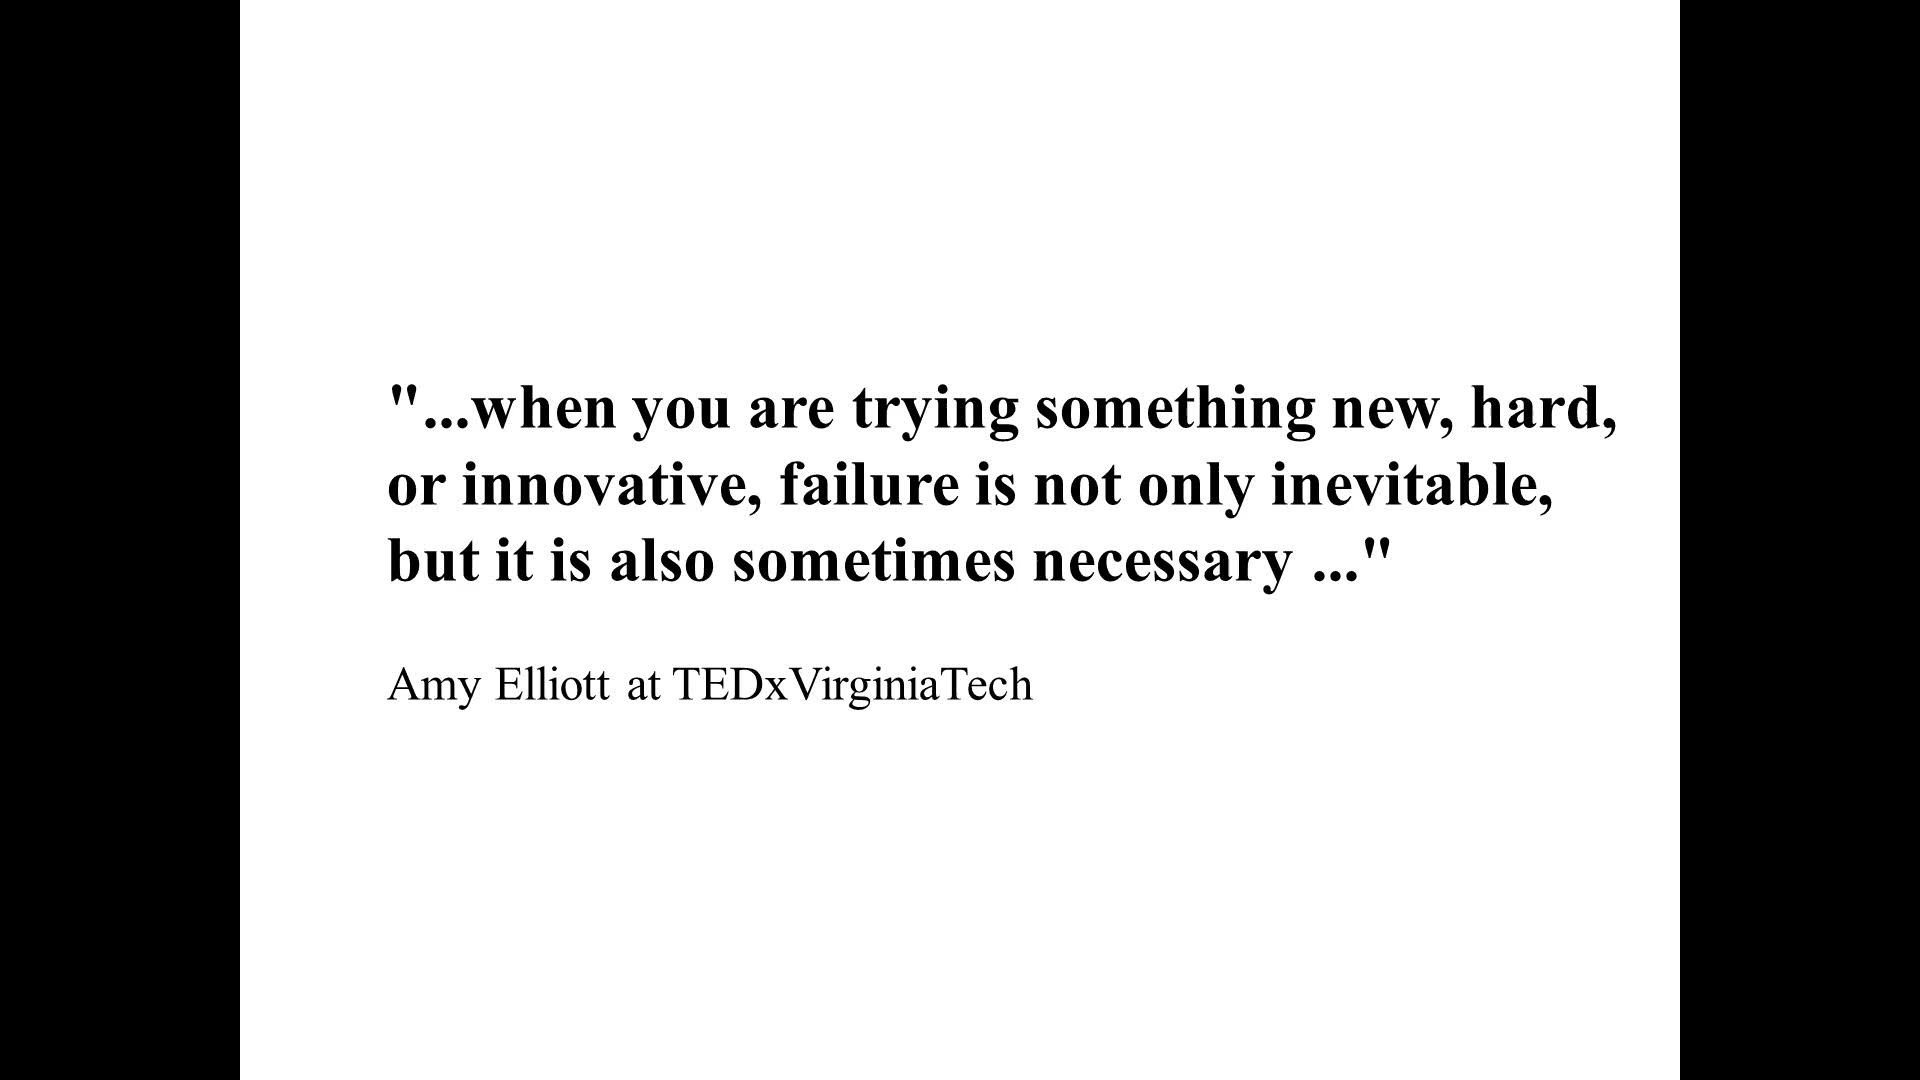 "...when you are trying something new, hard,
or innovative, failure is not only inevitable,
but it is also sometimes necessary ..."
Amy Elliott at TEDxVirginiaTech